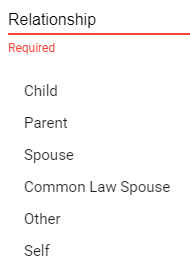 Relationship
Required
Child
Parent
Spouse
Common Law Spouse
Other
Self